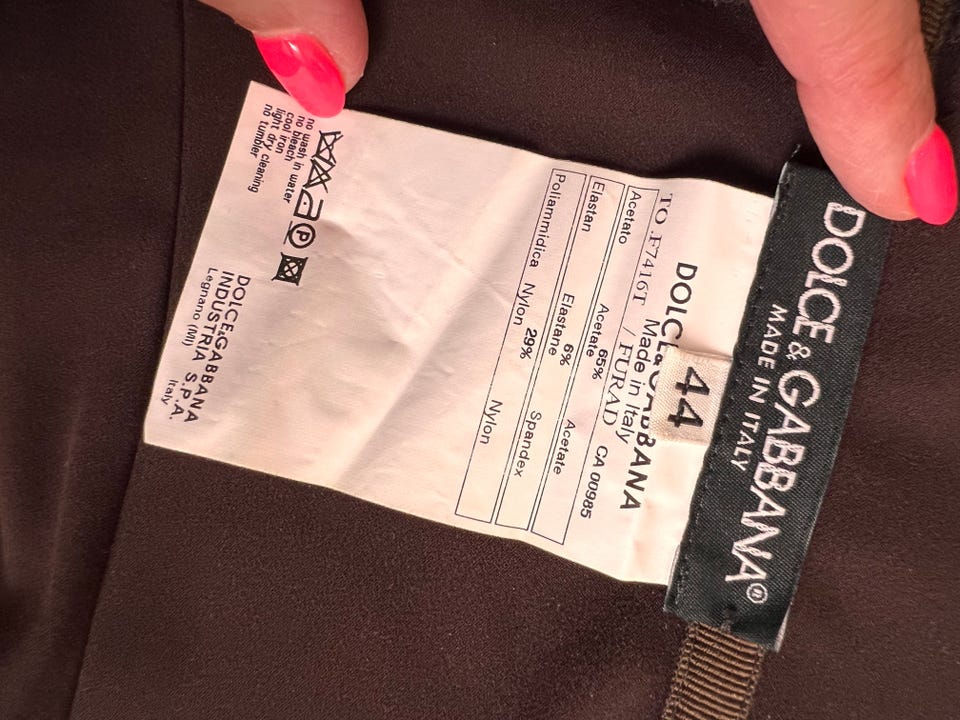 DOLCE & GABBANA®
MADE IN ITALY
44
DOLCE&GABBANA
Made in Italy
TO .F7416T / FURAD CA 00985
Acetato 65% Acetate Acetate
Elastan 6% Elastane Spandex
Poliammidica Nylon 29% Nylon
P
no wash in water
no bleach
cool iron
light dry cleaning
no tumbler
DOLCE&GABBANA
INDUSTRIA S.P.A.
Legnano (MI) Italy